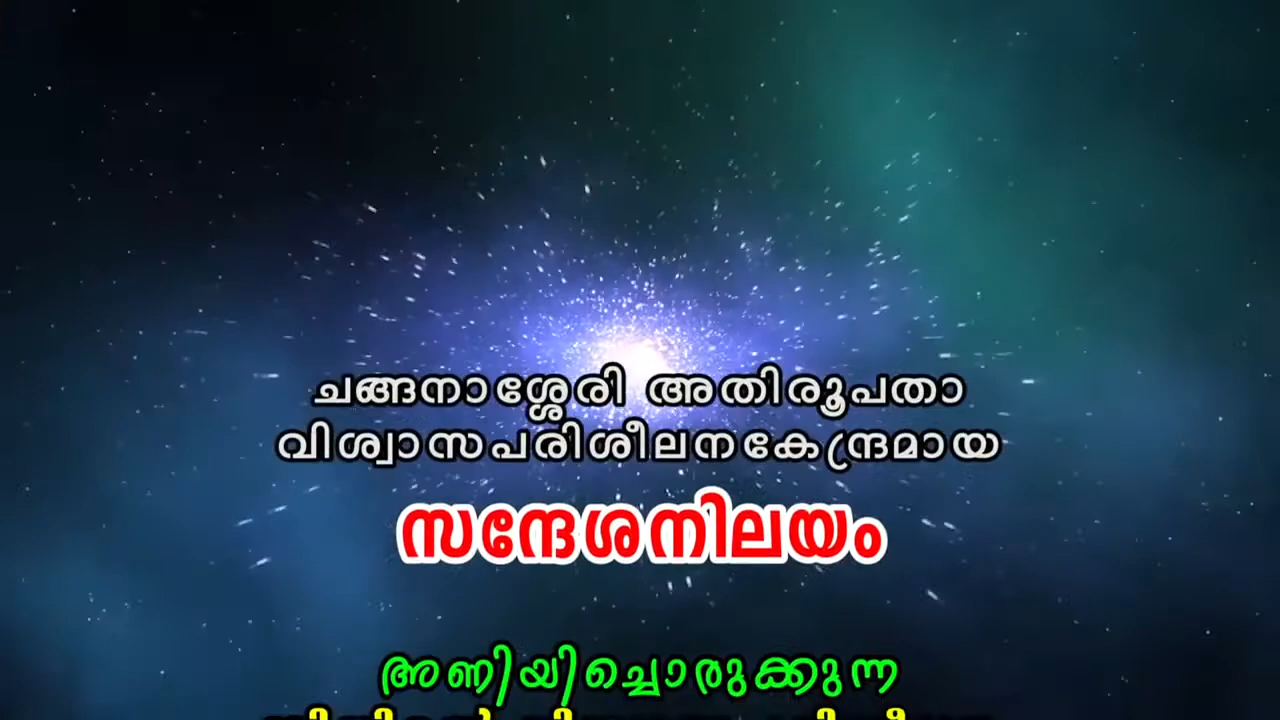 ചങ്ങനാശ്ശേരി അതിരൂപതാ
വിശ്വാസപരിശീലനകേന്ദ്രമായ
സന്ദേശനിലയം
അണിയിച്ചൊരുക്കുന്ന